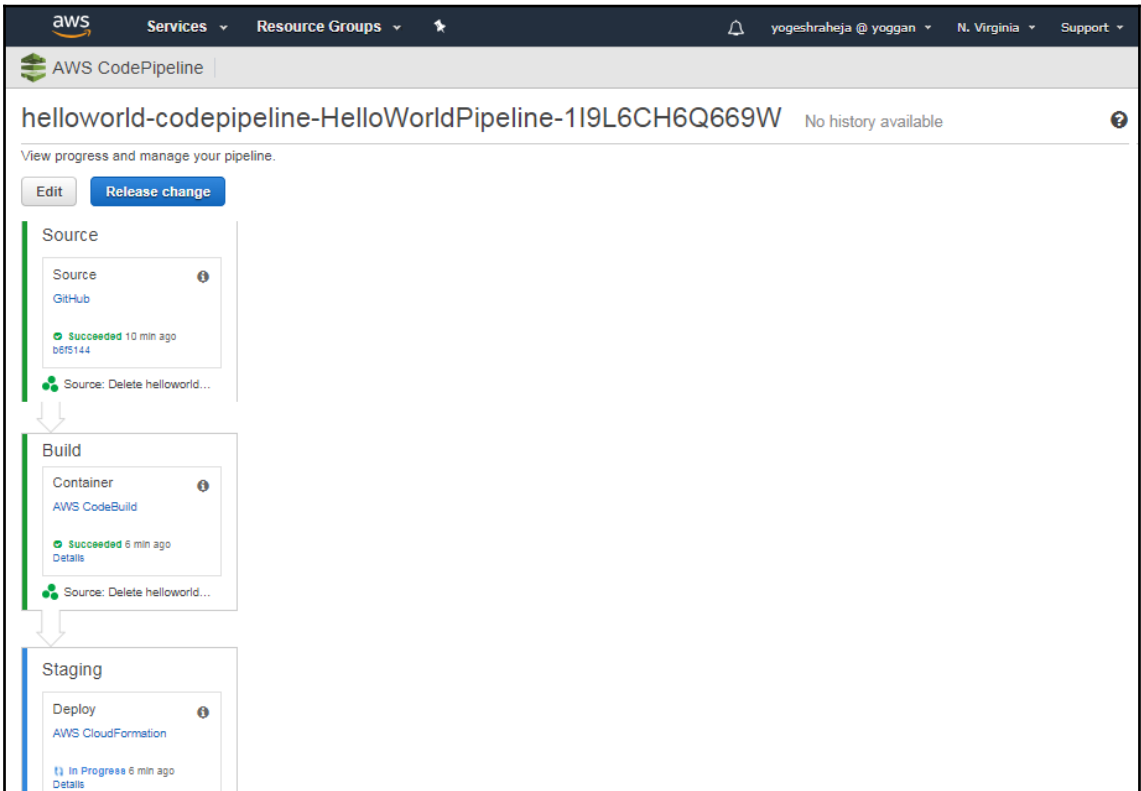 aws Services Resource Groups yogeshraheja @ yoggan N. Virginia Support
AWS CodePipeline
helloworld-codepipeline-HelloWorldPipeline-1I9L6CH6Q669W No history available
View progress and manage your pipeline.
Edit Release change
Source
Source
GitHub
Succeeded 10 min ago
b6f5144
Source: Delete helloworld...
Build
Container
AWS CodeBuild
Succeeded 6 min ago
Details
Source: Delete helloworld...
Staging
Deploy
AWS CloudFormation
In Progress 6 min ago
Details